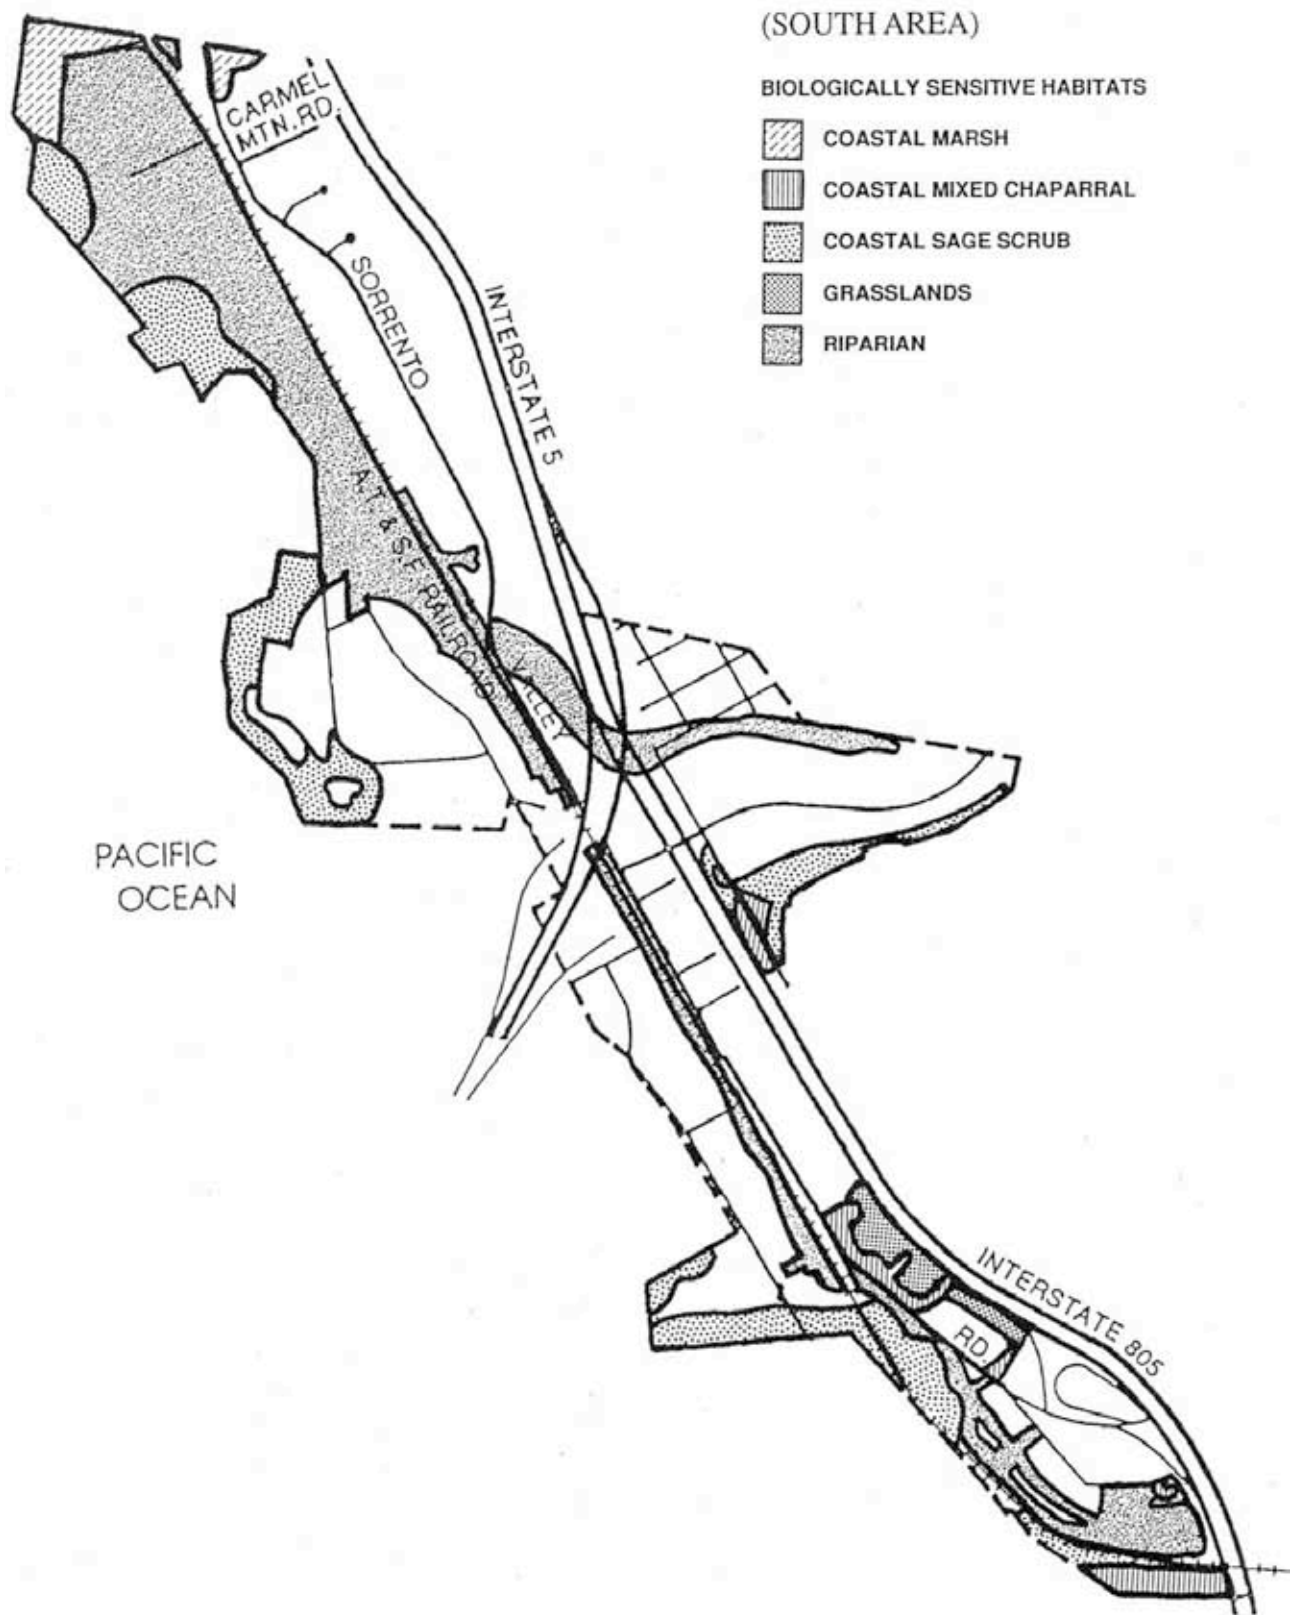 (SOUTH AREA)
BIOLOGICALLY SENSITIVE HABITATS
COASTAL MARSH
COASTAL MIXED CHAPARRAL
COASTAL SAGE SCRUB
GRASSLANDS
RIPARIAN
CARMEL
MTN. RD.
SORRENTO
INTERSTATE 5
A.T. & S.F. RAILROAD
VALLEY
PACIFIC
OCEAN
RD
INTERSTATE 805